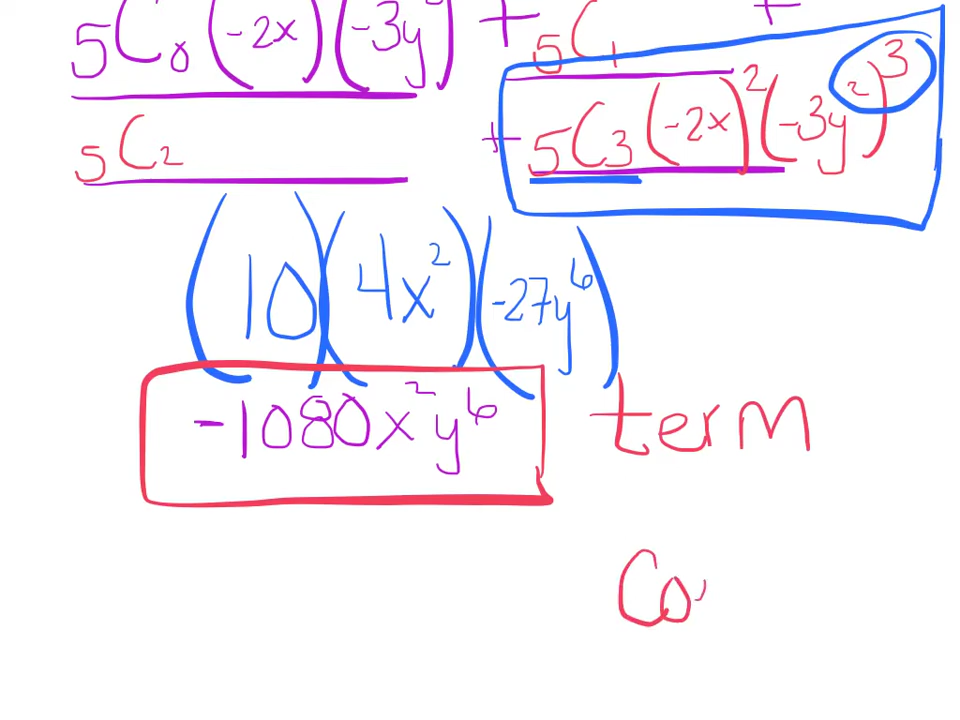 5C0 (-2x) (-3y ) + 5C1 +
5C2 + 5C3 (-2x)² (-3y²)³
(10)(4x²)(-27y⁶)
-1080x²y⁶ term
Co